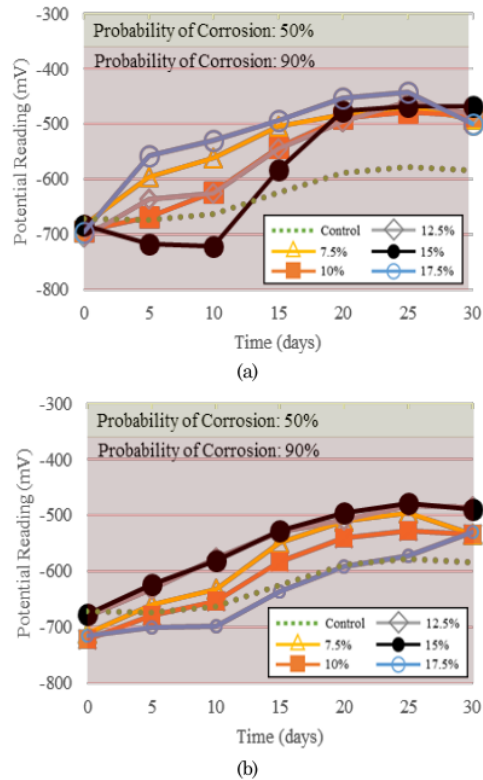 -300
Probability of Corrosion: 50%
Probability of Corrosion: 90%
-400
-500
-600
-700
-800
Potential Reading (mV)
Control
12.5%
7.5%
15%
10%
17.5%
0 5 10 15 20 25 30
Time (days)
(a)
-300
Probability of Corrosion: 50%
Probability of Corrosion: 90%
-400
-500
-600
-700
-800
Potential Reading (mV)
Control
12.5%
7.5%
15%
10%
17.5%
0 5 10 15 20 25 30
Time (days)
(b)